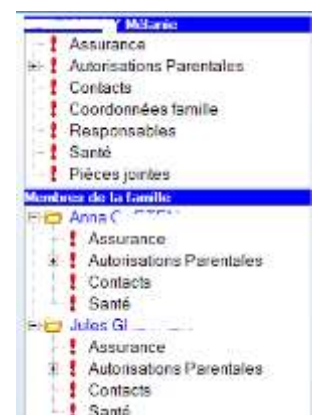 Mélanie
Assurance
Autorisations Parentales
Contacts
Coordonnées famille
Responsables
Santé
Pièces jointes
Membres de la famille
Anna
Assurance
Autorisations Parentales
Contacts
Santé
Jules
Assurance
Autorisations Parentales
Contacts
Santé